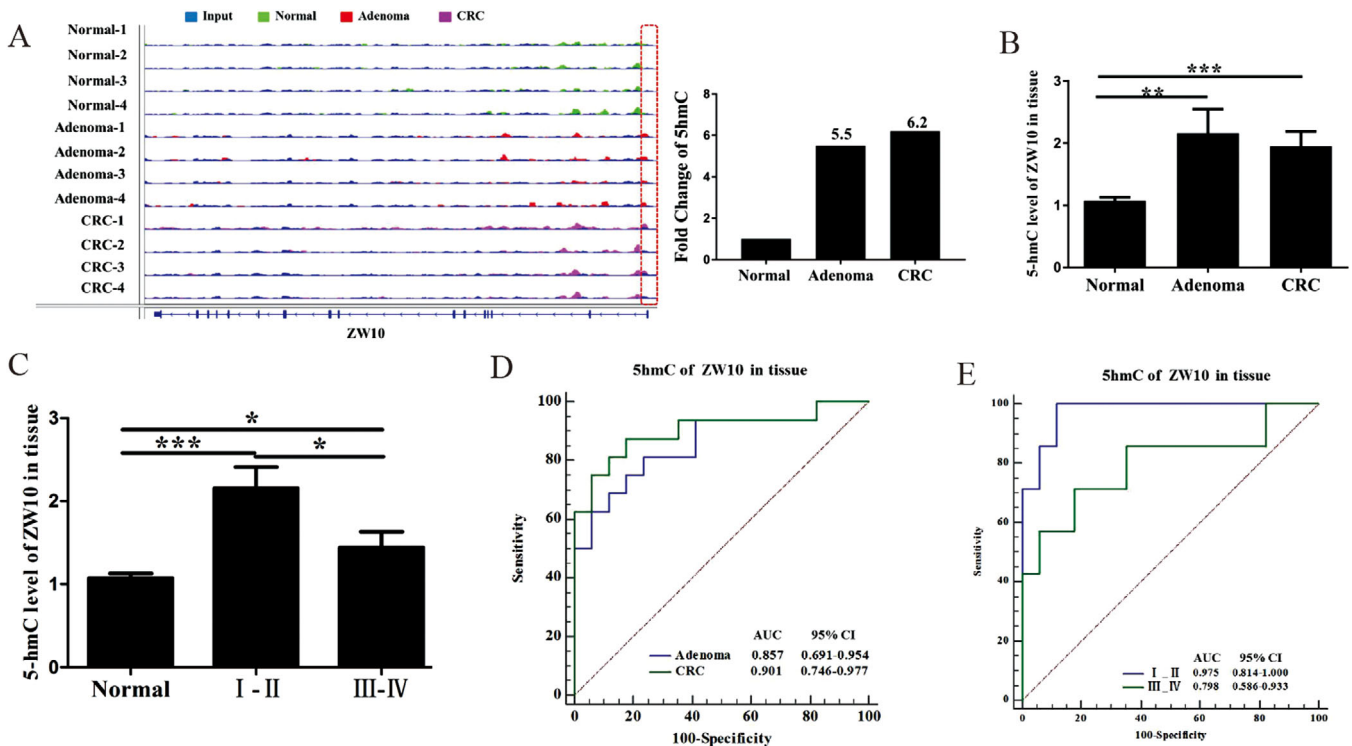 A
Input Normal Adenoma CRC
Normal-1
Normal-2
Normal-3
Normal-4
Adenoma-1
Adenoma-2
Adenoma-3
Adenoma-4
CRC-1
CRC-2
CRC-3
CRC-4
ZW10
Fold Change of 5hmC
8
6
4
2
0
5.5
6.2
Normal Adenoma CRC
B
5-hmC level of ZW10 in tissue
3
2
1
0
***
**
Normal Adenoma CRC
C
5-hmC level of ZW10 in tissue
3
2
1
0
*
*** *
Normal I-II III-IV
D
5hmC of ZW10 in tissue
Sensitivity
100
80
60
40
20
0
AUC 95% CI
Adenoma 0.857 0.691-0.954
CRC 0.901 0.746-0.977
0 20 40 60 80 100
100-Specificity
E
5hmC of ZW10 in tissue
Sensitivity
100
80
60
40
20
0
AUC 95% CI
I_II 0.975 0.814-1.000
III_IV 0.798 0.586-0.933
0 20 40 60 80 100
100-Specificity